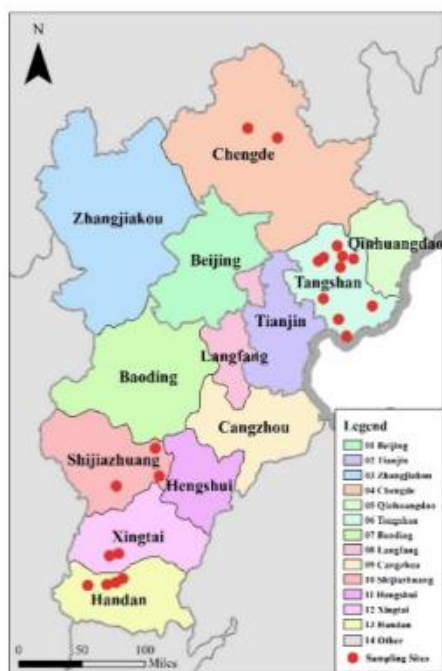 N
Chengde
Zhangjiakou
Qinhuangdao
Beijing
Tangshan
Tianjin
Langfang
Baoding
Cangzhou
Shijiazhuang
Hengshui
Xingtai
Handan
Legend
01 Beijing
02 Tianjin
03 Zhangjiakou
04 Chengde
05 Qinhuangdao
06 Tangshan
07 Baoding
08 Langfang
09 Cangzhou
10 Shijiazhuang
11 Hengshui
12 Xingtai
13 Handan
14 Other
Sampling Sites
0 50 100
Miles